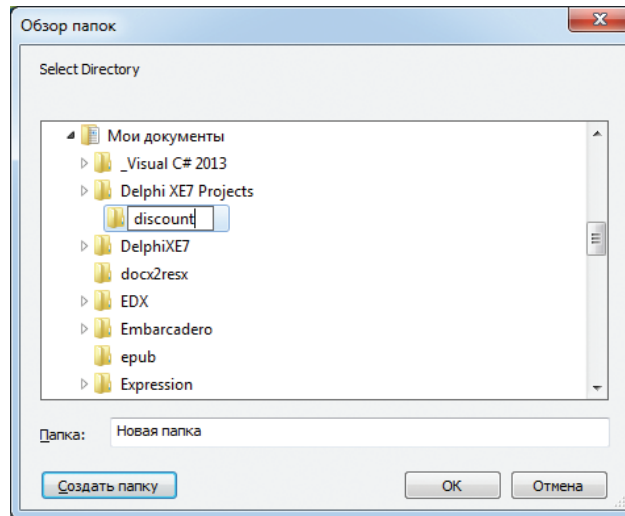 Обзор папок
Select Directory
Мои документы
_Visual C# 2013
Delphi XE7 Projects
discount
DelphiXE7
docx2resx
EDX
Embarcadero
epub
Expression
Папка: Новая папка
Создать папку OK Отмена